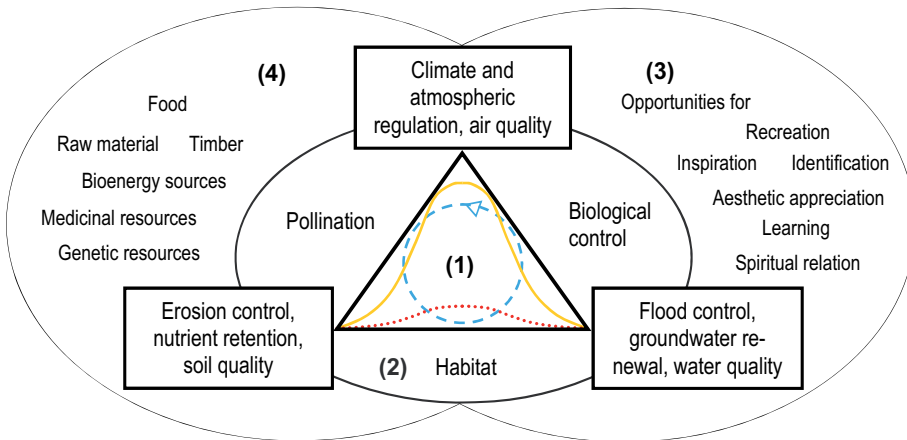 (4)
Food
Raw material
Timber
Bioenergy sources
Medicinal resources
Genetic resources
Climate and
atmospheric
regulation, air quality
(3)
Opportunities for
Recreation
Inspiration
Identification
Aesthetic appreciation
Learning
Spiritual relation
Pollination
(1)
Biological
control
Erosion control,
nutrient retention,
soil quality
(2)
Habitat
Flood control,
groundwater re-
newal, water quality